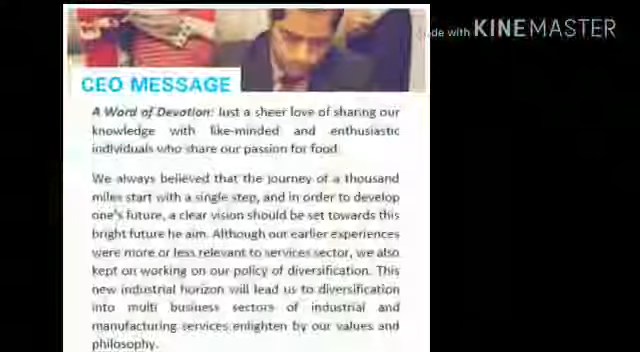 Made with KINEMASTER
CEO MESSAGE
A Word of Devotion: Just a sheer love of sharing our
knowledge with like-minded and enthusiastic
individuals who share our passion for food
We always believed that the journey of a thousand
miles start with a single step, and in order to develop
one's future, a clear vision should be set towards this
bright future he aim. Although our earlier experiences
were more or less relevant to services sector, we also
kept on working on our policy of diversification. This
new industrial horizon will lead us to diversification
into multi business sectors of industrial and
manufacturing services enlighten by our values and
philosophy.